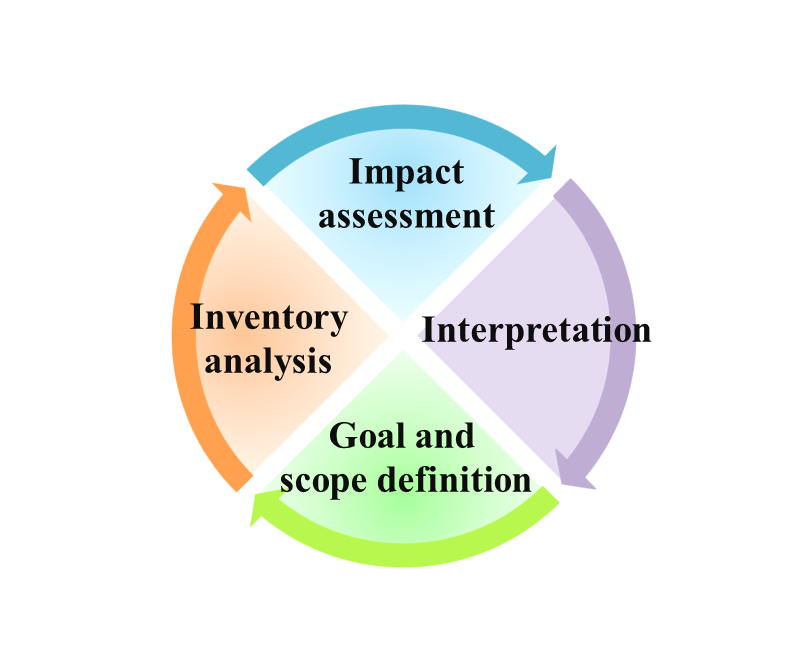 Impact
assessment
Inventory
analysis
Interpretation
Goal and
scope definition